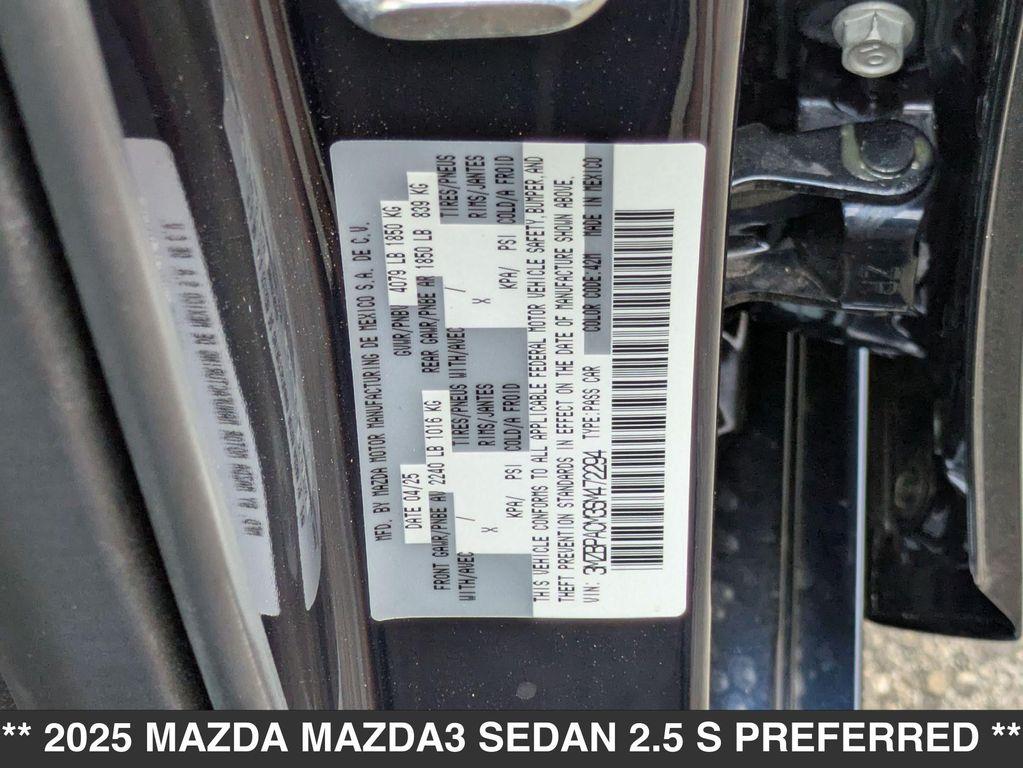 MFD. BY MAZDA MOTOR MANUFACTURING DE MEXICO S.A. DE C.V.
DATE 04/25 GVWR/PNBV 4079 LB 1850 KG
FRONT GAWR/PNBE AV 2240 LB 1016 KG REAR GAWR/PNBE AR 1850 LB 839 KG
WITH/AVEC / TIRES/PNEUS WITH/AVEC / TIRES/PNEUS
X RIMS/JANTES X RIMS/JANTES
KPA/ PSI COLD/A FROID KPA/ PSI COLD/A FROID
THIS VEHICLE CONFORMS TO ALL APPLICABLE FEDERAL MOTOR VEHICLE SAFETY, BUMPER AND
THEFT PREVENTION STANDARDS IN EFFECT ON THE DATE OF MANUFACTURE SHOWN ABOVE.
VIN: 3MZBPACM3SM472294 TYPE:PASS CAR COLOR CODE:42M MADE IN MEXICO
** 2025 MAZDA MAZDA3 SEDAN 2.5 S PREFERRED **